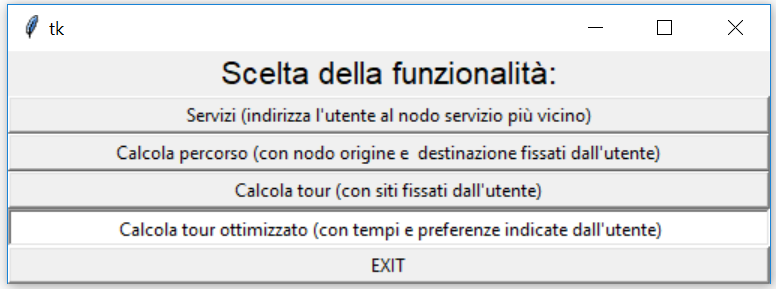 tk
Scelta della funzionalità:
Servizi (indirizza l'utente al nodo servizio più vicino)
Calcola percorso (con nodo origine e  destinazione fissati dall'utente)
Calcola tour (con siti fissati dall'utente)
Calcola tour ottimizzato (con tempi e preferenze indicate dall'utente)
EXIT